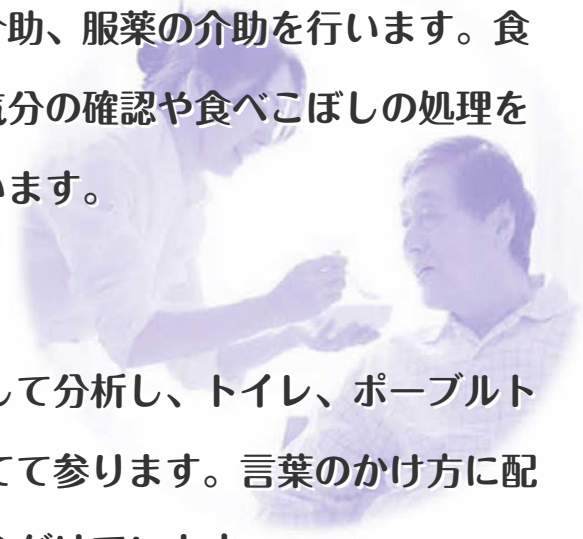 助、服薬の介助を行います。食
分の確認や食べこぼしの処理を
います。
して分析し、トイレ、ポーブルト
てて参ります。言葉のかけ方に配